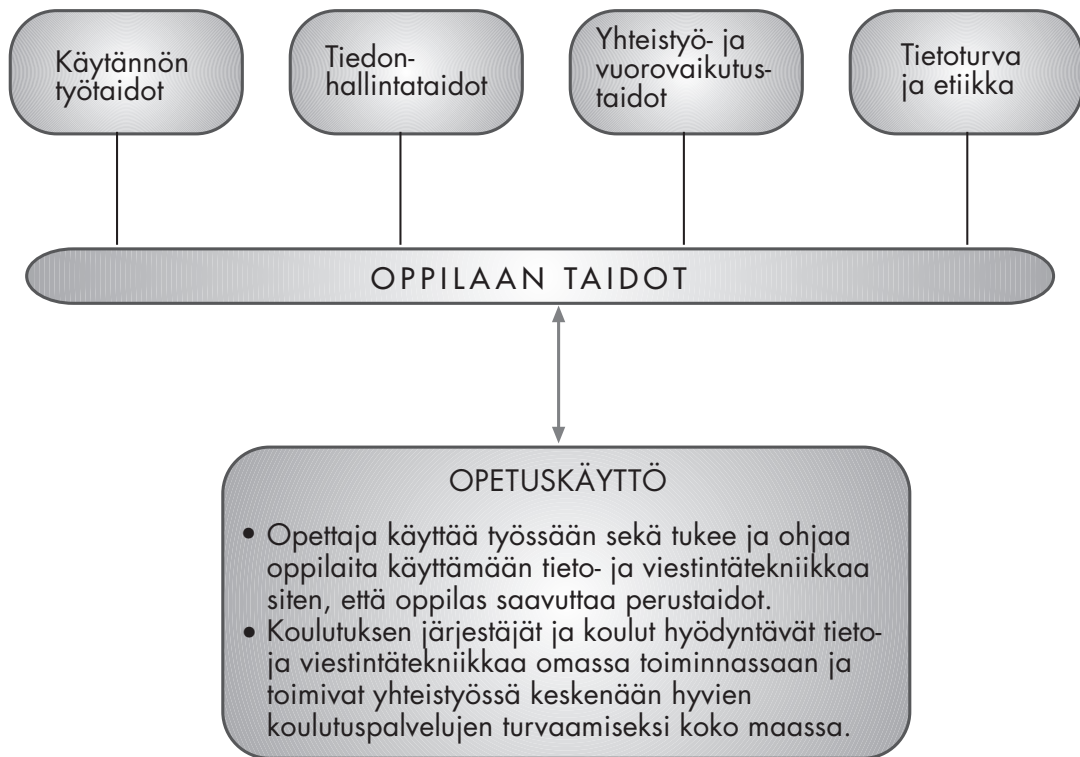 Käytännön
työtaidot
Tiedon-
hallintataidot
Yhteistyö- ja
vuorovaikutus-
taidot
Tietoturva
ja etiikka
OPPILAAN TAIDOT
OPETUSKÄYTTÖ
• Opettaja käyttää työssään sekä tukee ja ohjaa
oppilaita käyttämään tieto- ja viestintätekniikkaa
siten, että oppilas saavuttaa perustaidot.
• Koulutuksen järjestäjät ja koulut hyödyntävät tieto-
ja viestintätekniikkaa omassa toiminnassaan ja
toimivat yhteistyössä keskenään hyvien
koulutuspalvelujen turvaamiseksi koko maassa.